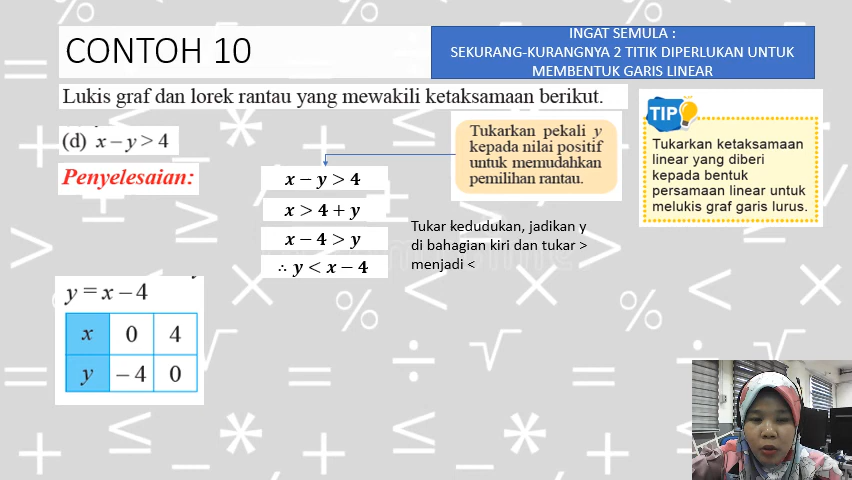 CONTOH 10
INGAT SEMULA :
SEKURANG-KURANGNYA 2 TITIK DIPERLUKAN UNTUK
MEMBENTUK GARIS LINEAR
Lukis graf dan lorek rantau yang mewakili ketaksamaan berikut.
(d) x – y > 4
Penyelesaian:
Tukarkan pekali y
kepada nilai positif
untuk memudahkan
pemilihan rantau.
TIP
Tukarkan ketaksamaan
linear yang diberi
kepada bentuk
persamaan linear untuk
melukis graf garis lurus.
x − y > 4
x > 4 + y
x − 4 > y
∴ y < x − 4
Tukar kedudukan, jadikan y
di bahagian kiri dan tukar >
menjadi <
y = x – 4
x 0 4
y – 4 0